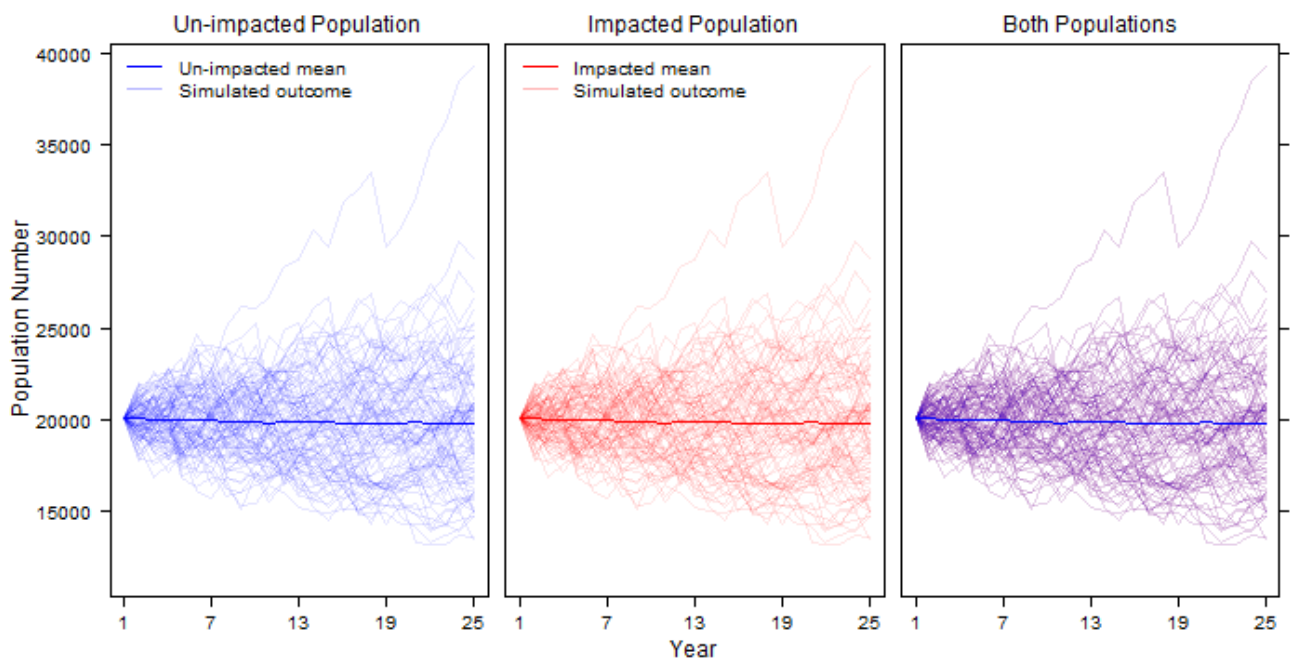 Un-impacted Population
Impacted Population
Both Populations
Un-impacted mean
Simulated outcome
Impacted mean
Simulated outcome
Population Number
40000
35000
30000
25000
20000
15000
1 7 13 19 25
1 7 13 19 25
1 7 13 19 25
Year